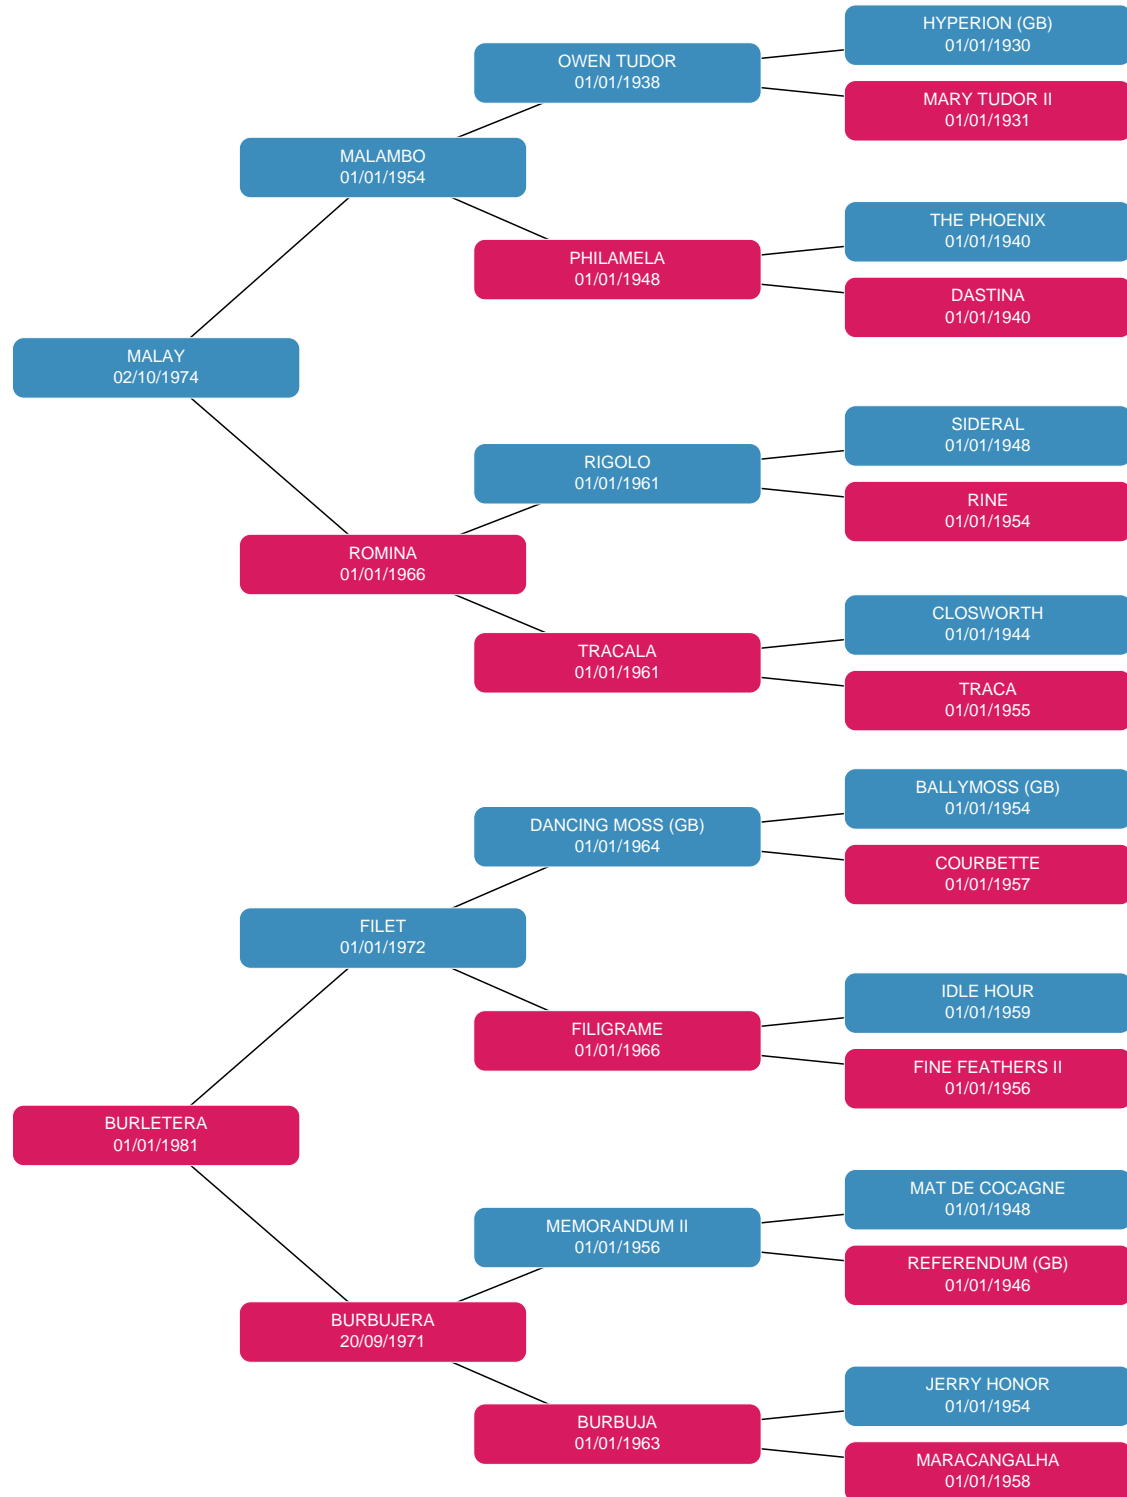 HYPERION (GB)
01/01/1930
OWEN TUDOR
01/01/1938
MARY TUDOR II
01/01/1931
MALAMBO
01/01/1954
THE PHOENIX
01/01/1940
PHILAMELA
01/01/1948
DASTINA
01/01/1940
MALAY
02/10/1974
SIDERAL
01/01/1948
RIGOLO
01/01/1961
RINE
01/01/1954
ROMINA
01/01/1966
CLOSWORTH
01/01/1944
TRACALA
01/01/1961
TRACA
01/01/1955
BALLYMOSS (GB)
01/01/1954
DANCING MOSS (GB)
01/01/1964
COURBETTE
01/01/1957
FILET
01/01/1972
IDLE HOUR
01/01/1959
FILIGRAME
01/01/1966
FINE FEATHERS II
01/01/1956
BURLETERA
01/01/1981
MAT DE COCAGNE
01/01/1948
MEMORANDUM II
01/01/1956
REFERENDUM (GB)
01/01/1946
BURBUJERA
20/09/1971
JERRY HONOR
01/01/1954
BURBUJA
01/01/1963
MARACANGALHA
01/01/1958